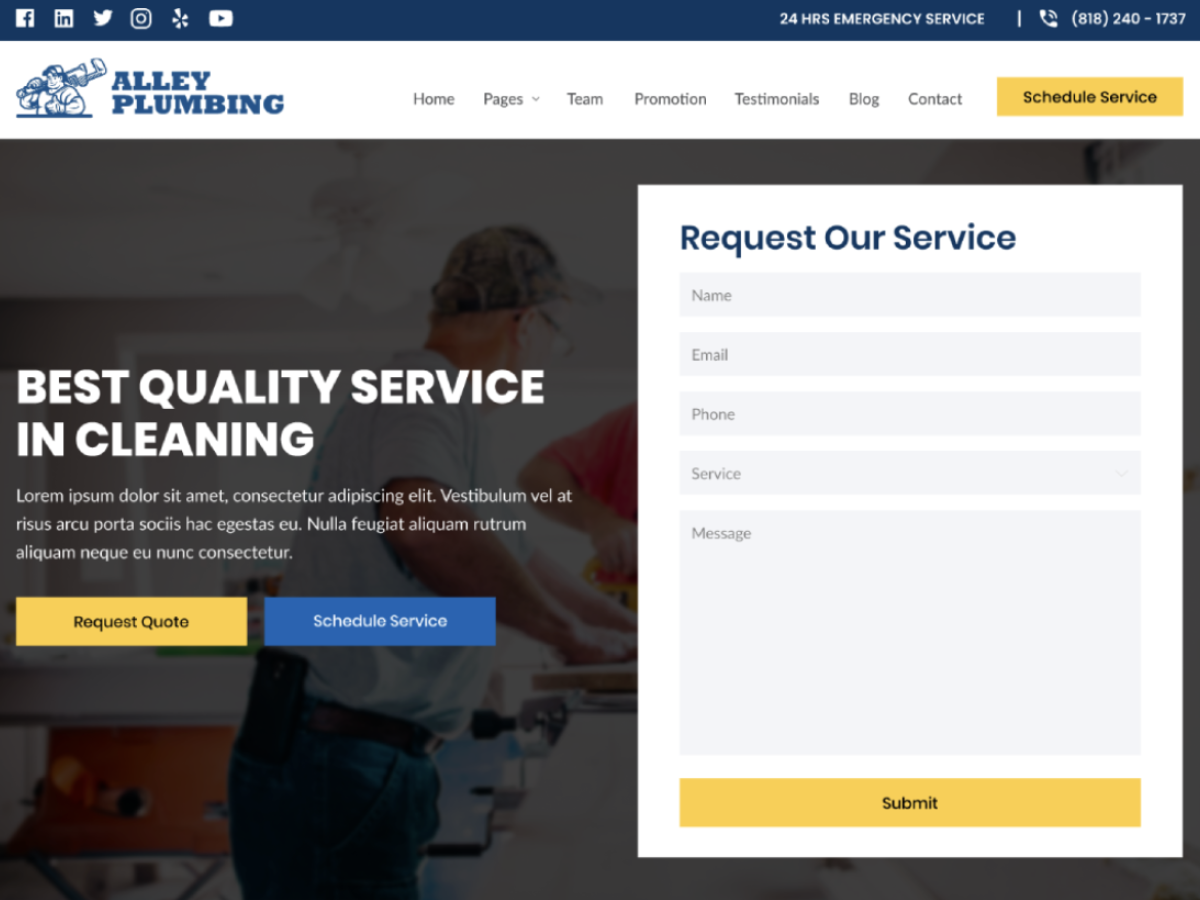 24 HRS EMERGENCY SERVICE | (818) 240 - 1737
ALLEY
PLUMBING
Home Pages Team Promotion Testimonials Blog Contact Schedule Service
BEST QUALITY SERVICE
IN CLEANING
Lorem ipsum dolor sit amet, consectetur adipiscing elit. Vestibulum vel at
risus arcu porta sociis hac egestas eu. Nulla feugiat aliquam rutrum
aliquam neque eu nunc consectetur.
Request Quote Schedule Service
Request Our Service
Name
Email
Phone
Service
Message
Submit